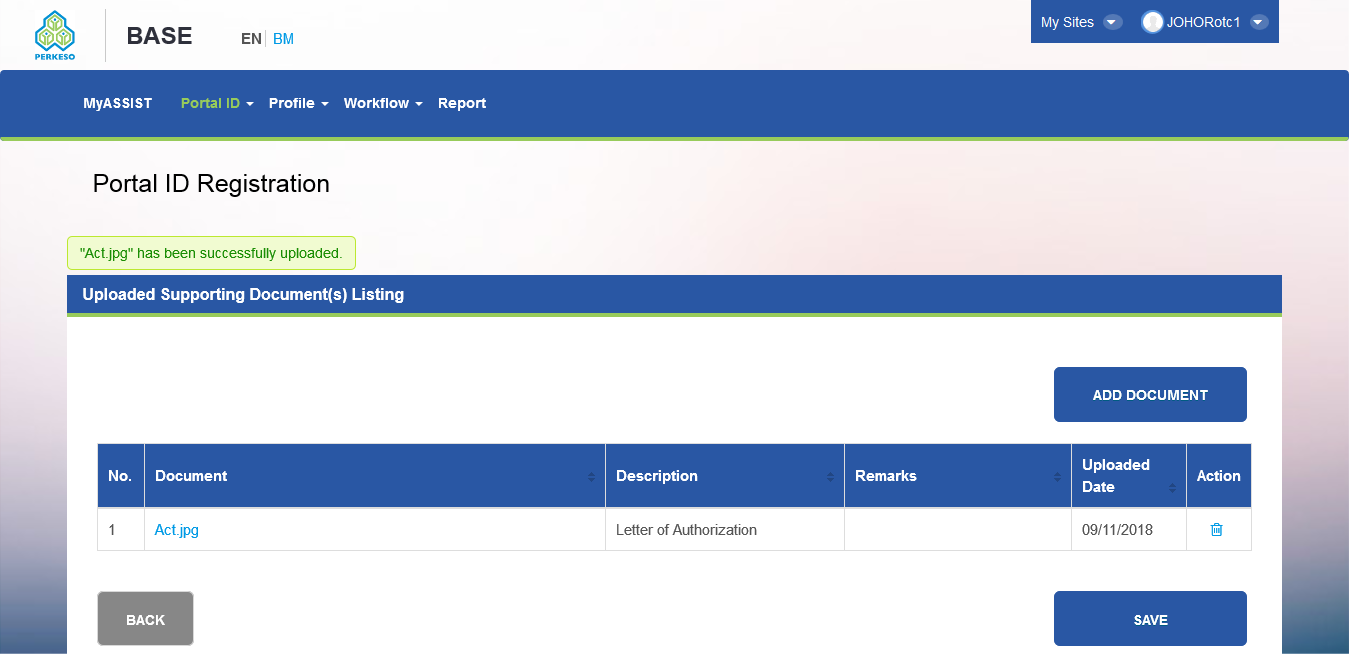 PERKESO
BASE
EN BM
My Sites JOHORotc1
MyASSIST Portal ID Profile Workflow Report
Portal ID Registration
"Act.jpg" has been successfully uploaded.
Uploaded Supporting Document(s) Listing
ADD DOCUMENT
No. Document Description Remarks Uploaded Date Action
1 Act.jpg Letter of Authorization 09/11/2018
BACK SAVE